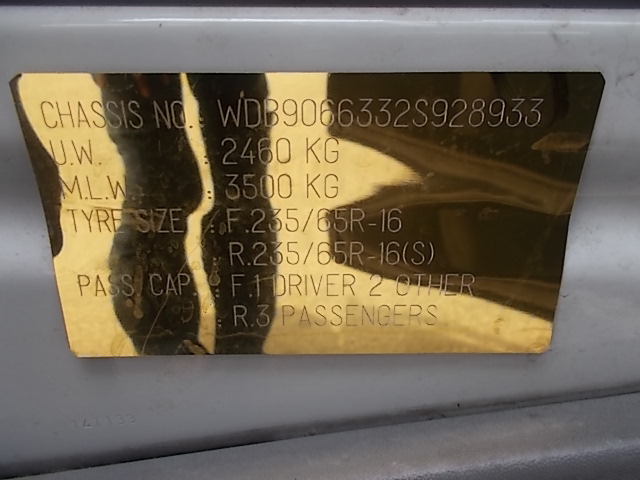 CHASSIS NO. : WDB9066332S928933
U.W. : 2460 KG
M.L.W. : 3500 KG
TYRE SIZE : F.235/65R-16
R.235/65R-16(S)
PASS CAP : F.1 DRIVER 2 OTHER
R.3 PASSENGERS